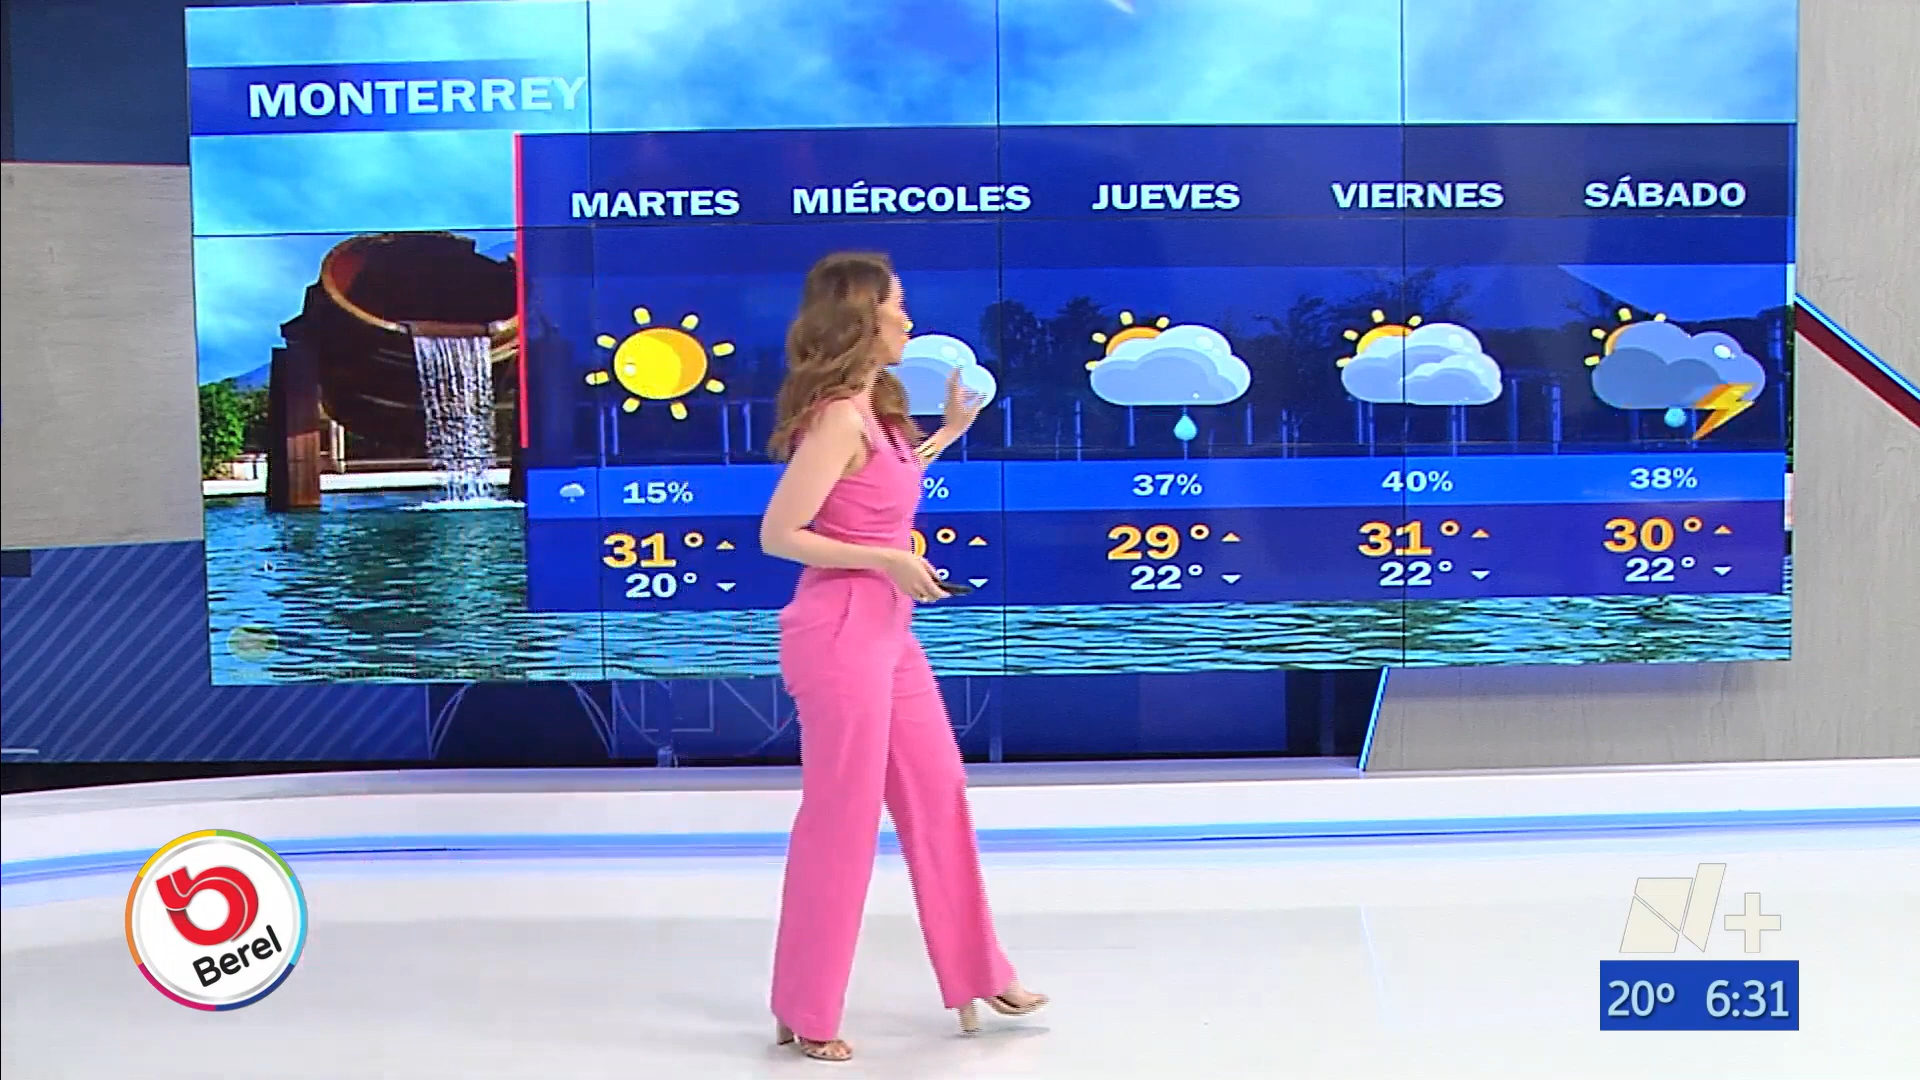 MONTERREY
MARTES MIÉRCOLES JUEVES VIERNES SÁBADO
15% % 37% 40% 38%
31° ° 29° 31° 30°
20° ° 22° 22° 22°
Berel
N+
20° 6:31